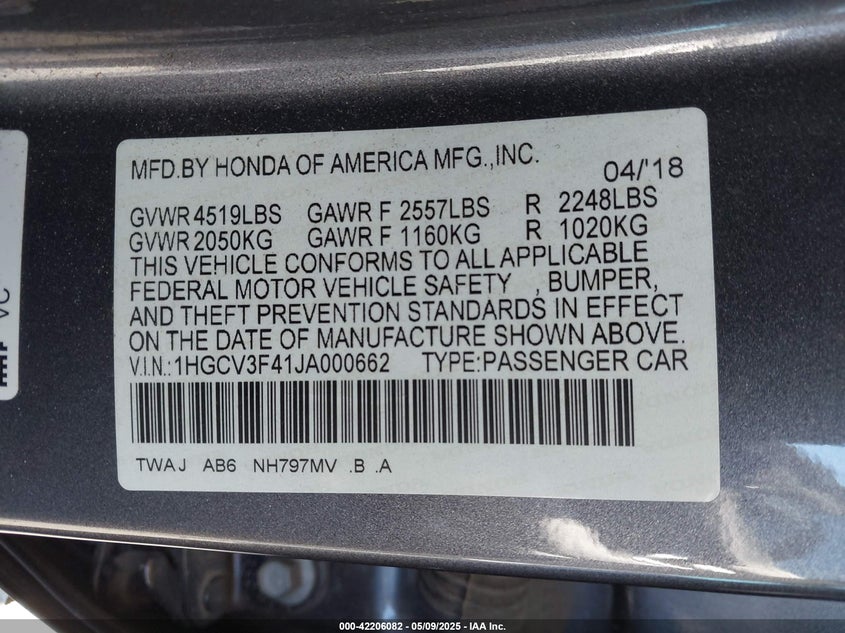 MFD.BY HONDA OF AMERICA MFG.,INC. 04/'18
GVWR 4519LBS GAWR F 2557LBS R 2248LBS
GVWR 2050KG GAWR F 1160KG R 1020KG
THIS VEHICLE CONFORMS TO ALL APPLICABLE
FEDERAL MOTOR VEHICLE SAFETY , BUMPER,
AND THEFT PREVENTION STANDARDS IN EFFECT
ON THE DATE OF MANUFACTURE SHOWN ABOVE.
V.I.N.:1HGCV3F41JA000662 TYPE:PASSENGER CAR
TWAJ AB6 NH797MV .B .A
VC
000-42206082 - 05/09/2025 - IAA Inc.